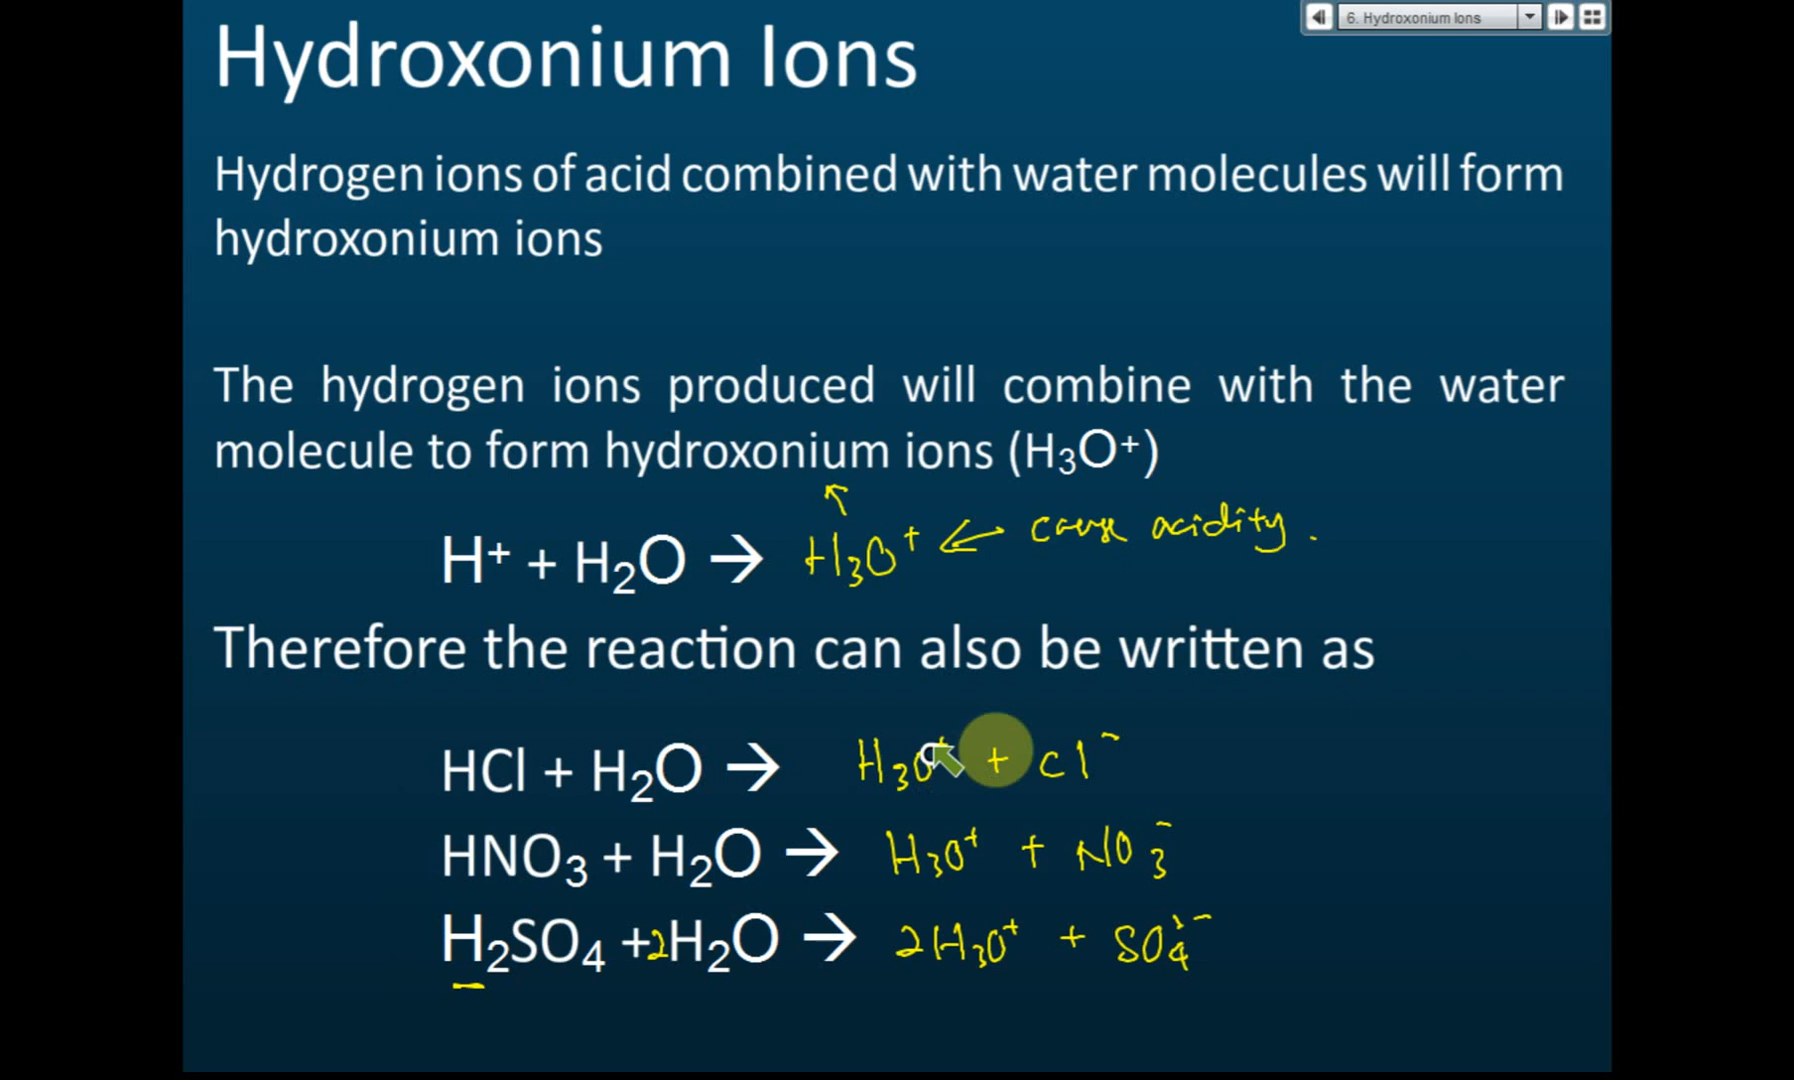 6. Hydroxonium Ions
Hydroxonium Ions
Hydrogen ions of acid combined with water molecules will form
hydroxonium ions
The hydrogen ions produced will combine with the water
molecule to form hydroxonium ions (H₃O⁺)
H⁺ + H₂O → H₃O⁺ ← cause acidity.
Therefore the reaction can also be written as
HCl + H₂O → H₃O⁺ + Cl⁻
HNO₃ + H₂O → H₃O⁺ + NO₃⁻
H₂SO₄ + 2H₂O → 2H₃O⁺ + SO₄²⁻